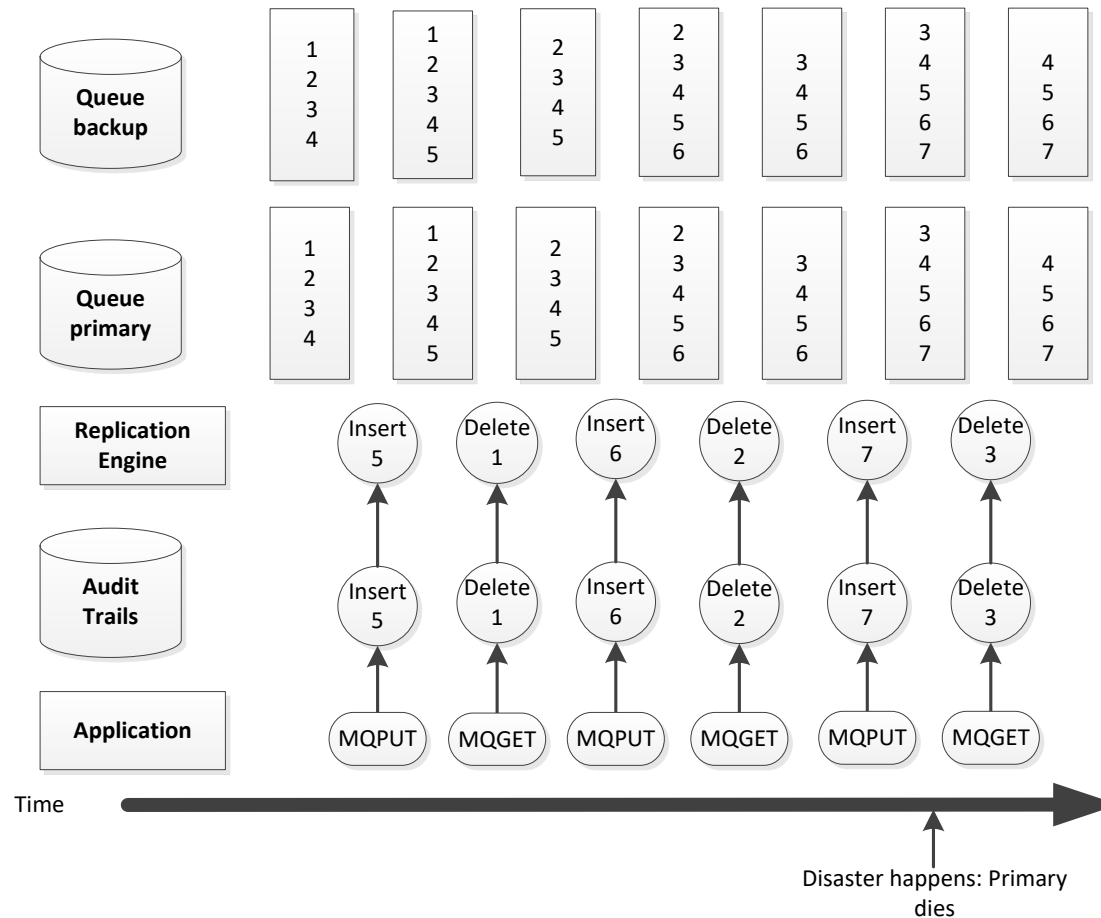 Queue
backup
1
2
3
4
1
2
3
4
5
2
3
4
5
2
3
4
5
6
3
4
5
6
3
4
5
6
7
4
5
6
7
Queue
primary
1
2
3
4
1
2
3
4
5
2
3
4
5
2
3
4
5
6
3
4
5
6
3
4
5
6
7
4
5
6
7
Replication
Engine
Insert
5
Delete
1
Insert
6
Delete
2
Insert
7
Delete
3
Audit
Trails
Insert
5
Delete
1
Insert
6
Delete
2
Insert
7
Delete
3
Application
MQPUT
MQGET
MQPUT
MQGET
MQPUT
MQGET
Time
Disaster happens: Primary
dies